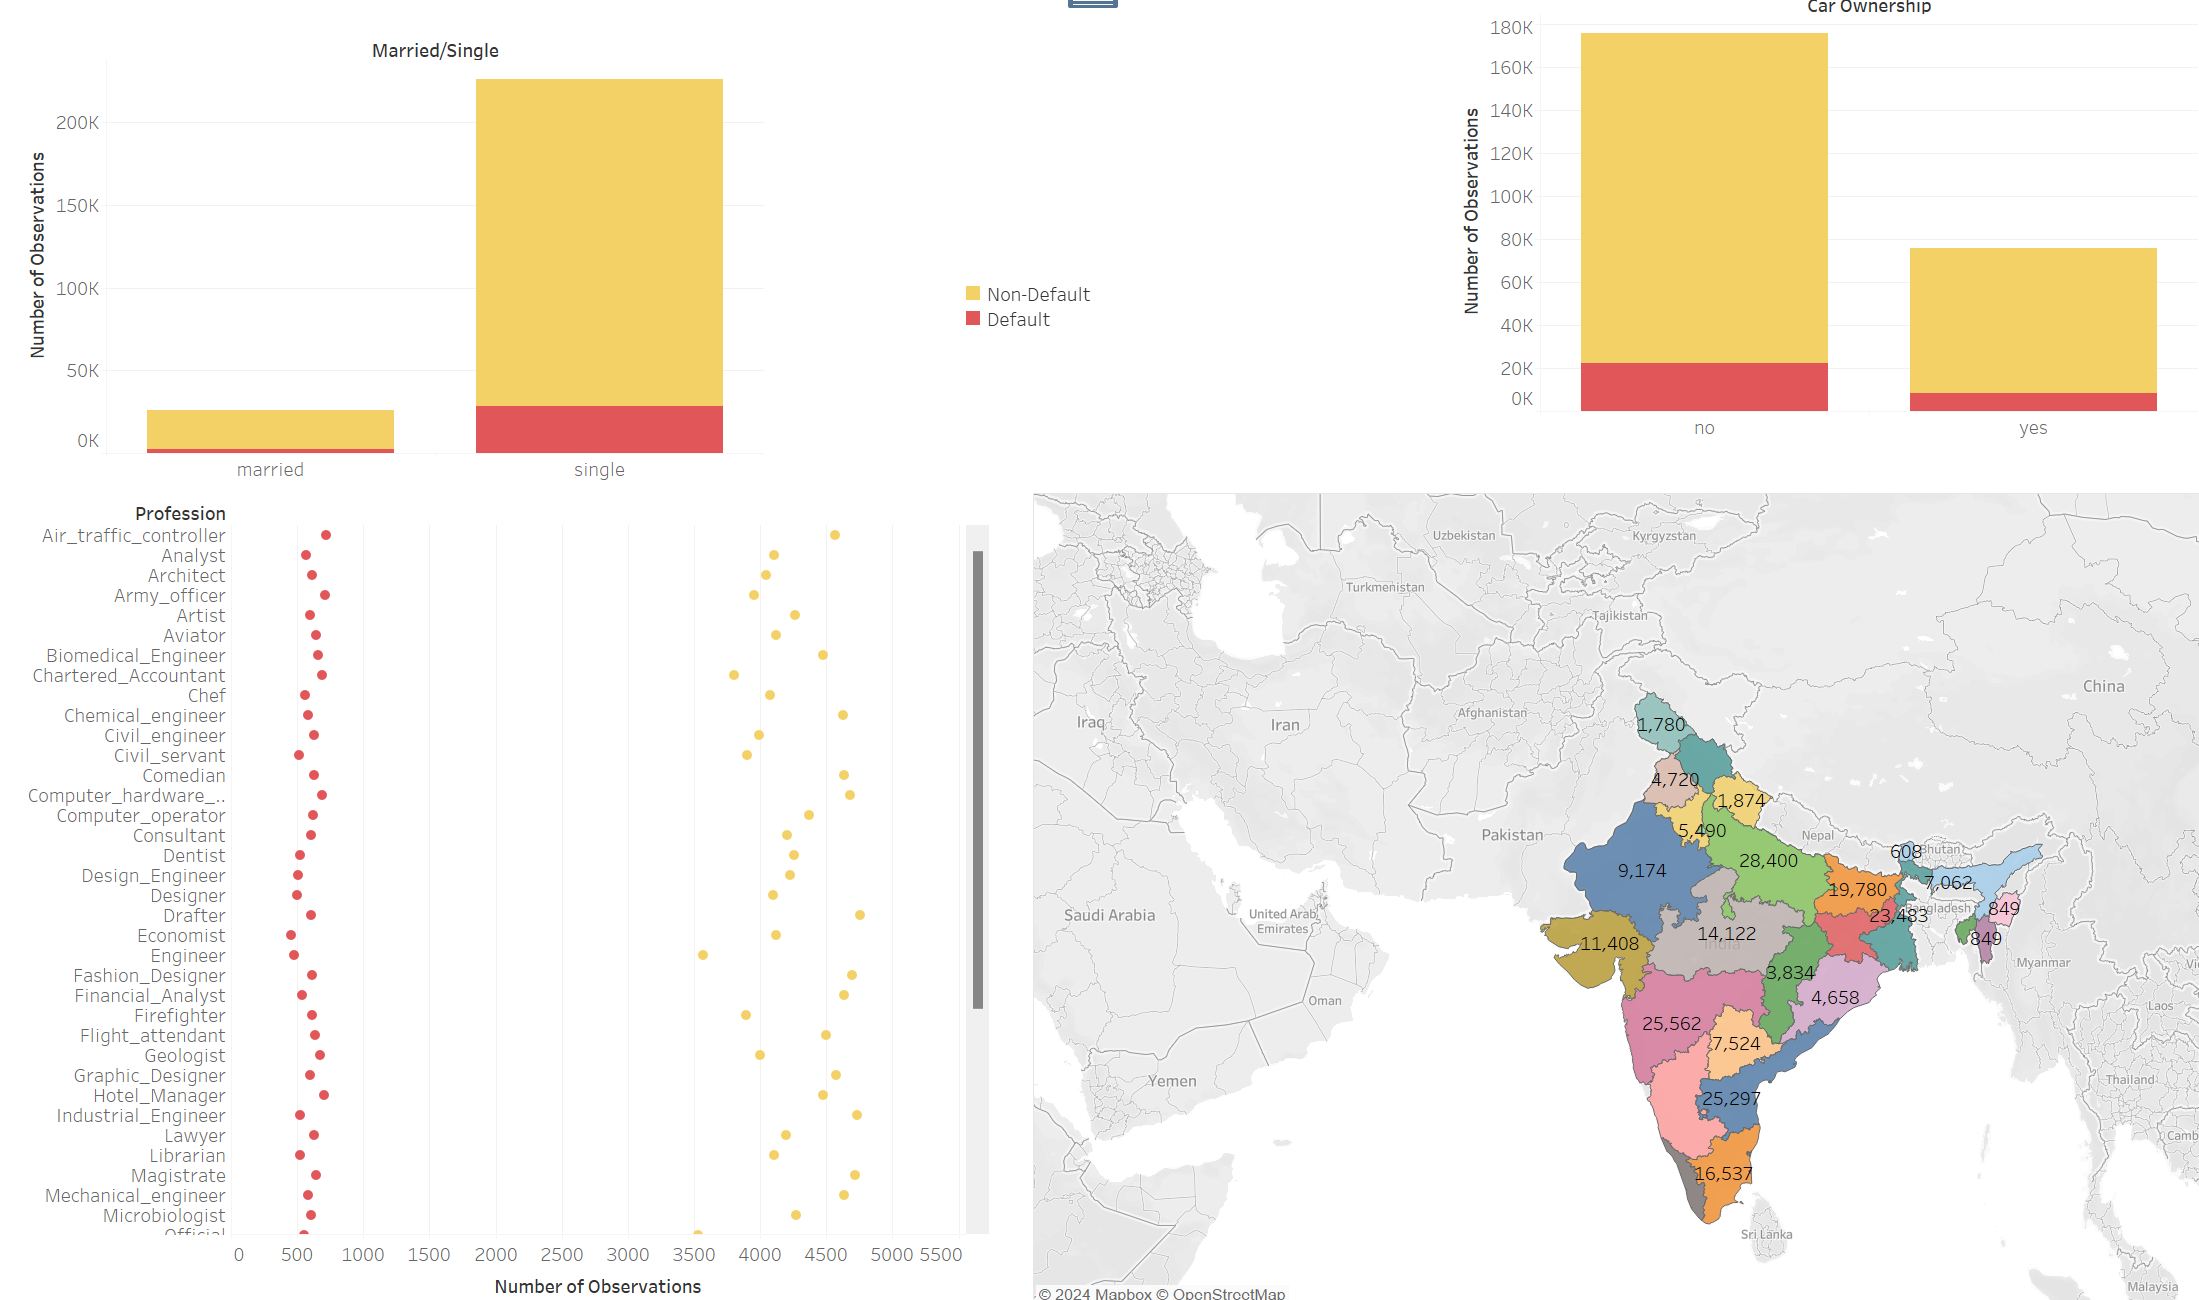 Married/Single
Number of Observations
200K
150K
100K
50K
0K
married
single
Non-Default
Default
Car Ownership
Number of Observations
180K
160K
140K
120K
100K
80K
60K
40K
20K
0K
no
yes
Profession
Air_traffic_controller
Analyst
Architect
Army_officer
Artist
Aviator
Biomedical_Engineer
Chartered_Accountant
Chef
Chemical_engineer
Civil_engineer
Civil_servant
Comedian
Computer_hardware_..
Computer_operator
Consultant
Dentist
Design_Engineer
Designer
Drafter
Economist
Engineer
Fashion_Designer
Financial_Analyst
Firefighter
Flight_attendant
Geologist
Graphic_Designer
Hotel_Manager
Industrial_Engineer
Lawyer
Librarian
Magistrate
Mechanical_engineer
Microbiologist
Official
0 500 1000 1500 2000 2500 3000 3500 4000 4500 5000 5500
Number of Observations
Uzbekistan
Kyrgyzstan
Turkmenistan
Tajikistan
China
Iraq
Iran
Afghanistan
1,780
4,720
1,874
Pakistan
5,490
Nepal
608
Bhutan
9,174
28,400
19,780
7,062
Saudi Arabia
United Arab
Emirates
23,483
Bangladesh
849
11,408
14,122
India
849
3,834
Myanmar
4,658
Oman
Laos
25,562
7,524
Yemen
25,297
Thailand
Camb
16,537
Sri Lanka
Malaysia
© 2024 Mapbox © OpenStreetMap